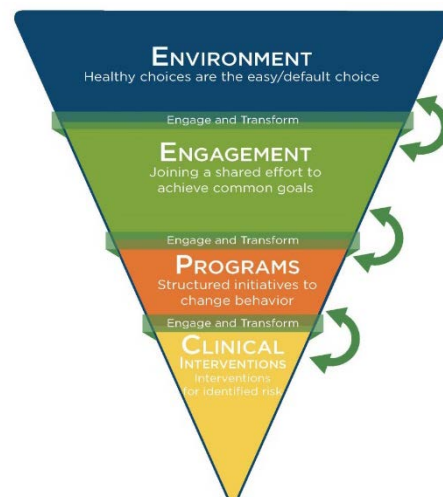 ENVIRONMENT
Healthy choices are the easy/default choice
Engage and Transform
ENGAGEMENT
Joining a shared effort to
achieve common goals
Engage and Transform
PROGRAMS
Structured initiatives to
change behavior
Engage and Transform
CLINICAL
INTERVENTIONS
Interventions
for identified risk